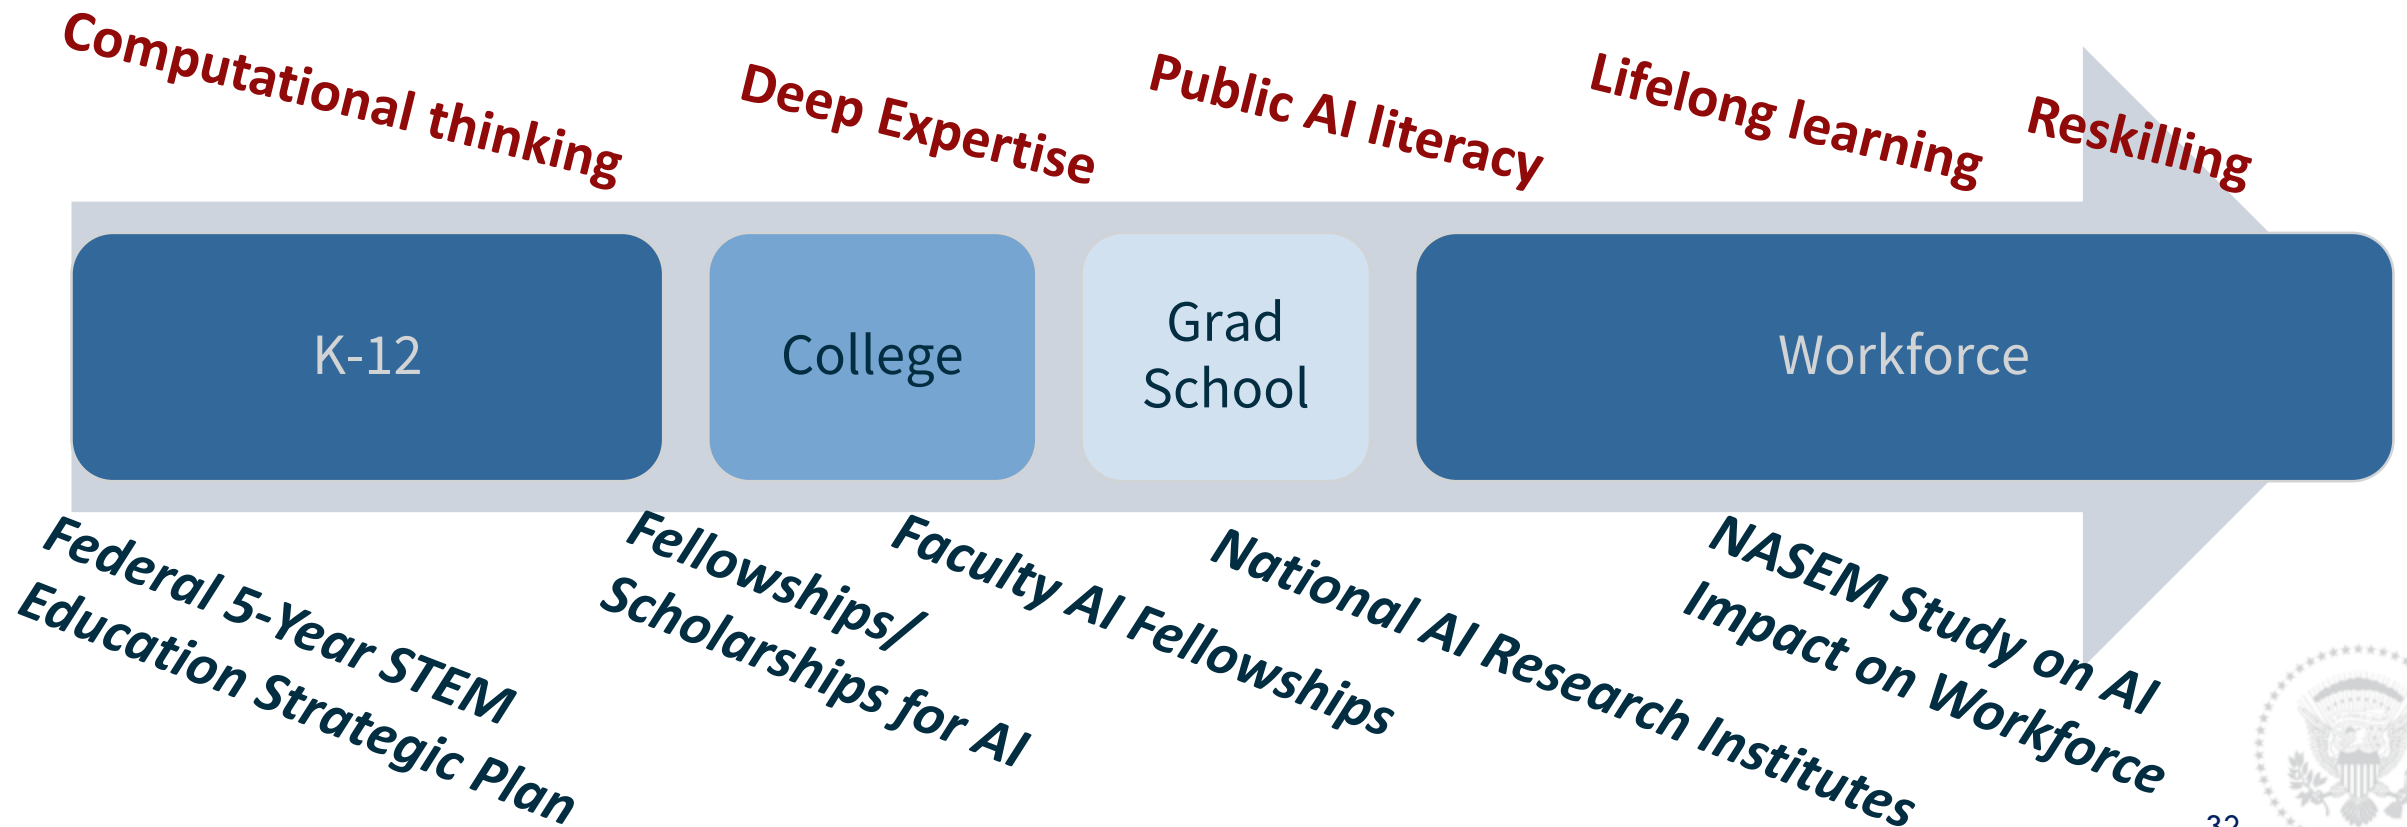 Computational thinking
Deep Expertise
Public AI literacy
Lifelong learning
Reskilling
K-12
College
Grad
School
Workforce
Federal 5-Year STEM
Education Strategic Plan
Fellowships/
Scholarships for AI
Faculty AI Fellowships
National AI Research Institutes
NASEM Study on AI
Impact on Workforce
32